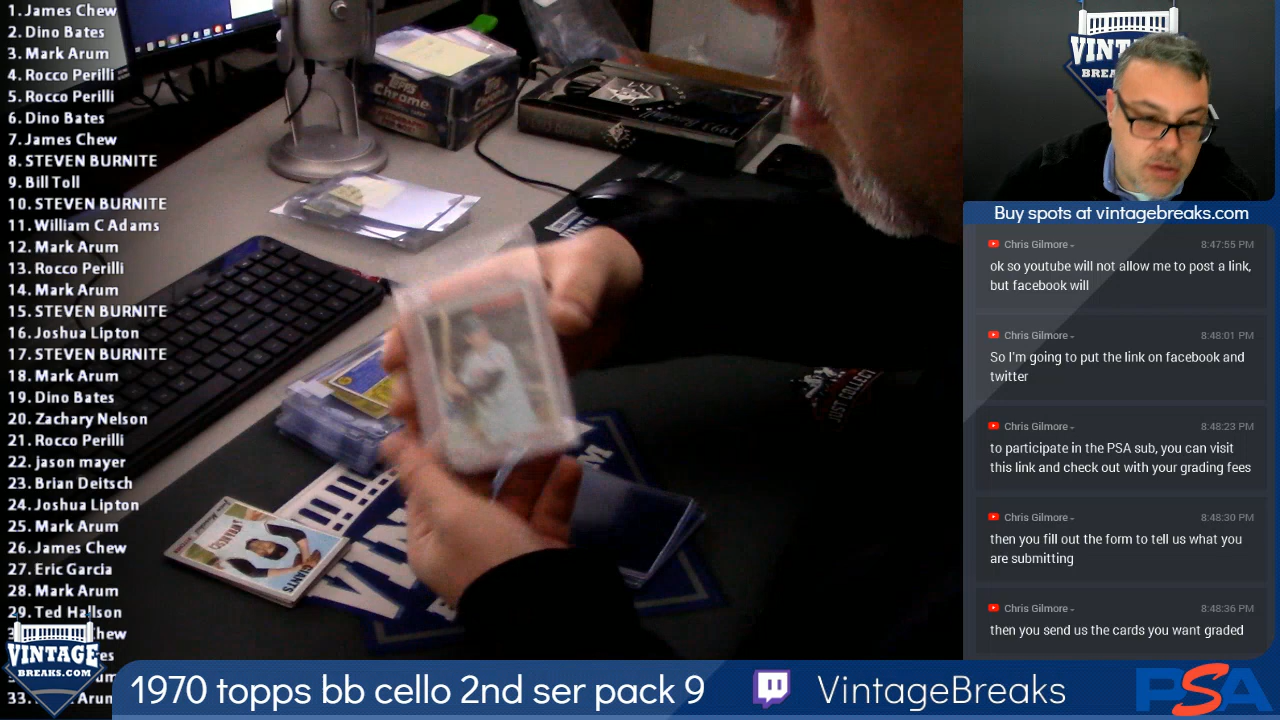 1. James Chew
2. Dino Bates
3. Mark Arum
4. Rocco Perilli
5. Rocco Perilli
6. Dino Bates
7. James Chew
8. STEVEN BURNITE
9. Bill Toll
10. STEVEN BURNITE
11. William C Adams
12. Mark Arum
13. Rocco Perilli
14. Mark Arum
15. STEVEN BURNITE
16. Joshua Lipton
17. STEVEN BURNITE
18. Mark Arum
19. Dino Bates
20. Zachary Nelson
21. Rocco Perilli
22. jason mayer
23. Brian Deitsch
24. Joshua Lipton
25. Mark Arum
26. James Chew
27. Eric Garcia
28. Mark Arum
29. Ted Hallson
hew
33. Arum
VINTAGE
BREAKS.COM
TOPPS
Chrome
1993 Baseball
JUST COLLECT
GIANTS
VIN
M
VINT
BREA
Buy spots at vintagebreaks.com
Chris Gilmore
8:47:55 PM
ok so youtube will not allow me to post a link,
but facebook will
Chris Gilmore
8:48:01 PM
So I'm going to put the link on facebook and
twitter
Chris Gilmore
8:48:23 PM
to participate in the PSA sub, you can visit
this link and check out with your grading fees
Chris Gilmore
8:48:30 PM
then you fill out the form to tell us what you
are submitting
Chris Gilmore
8:48:36 PM
then you send us the cards you want graded
1970 topps bb cello 2nd ser pack 9
VintageBreaks
PSA